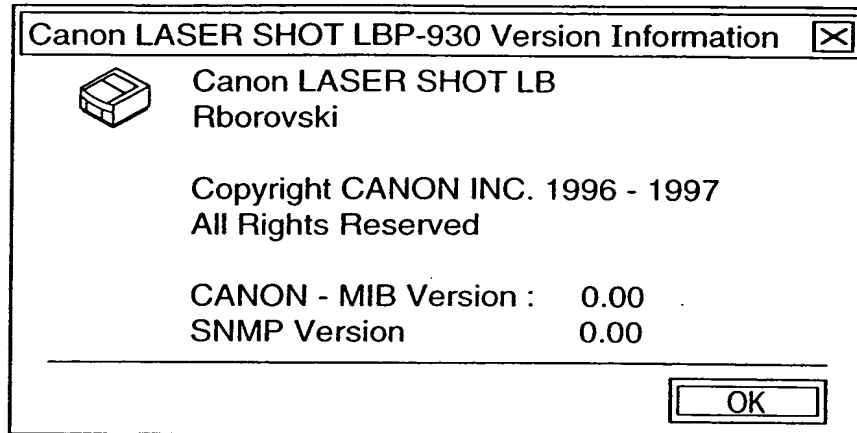 Canon LASER SHOT LBP-930 Version Information
Canon LASER SHOT LB
Rborovski
Copyright CANON INC. 1996 - 1997
All Rights Reserved
CANON - MIB Version : 0.00
SNMP Version 0.00
OK